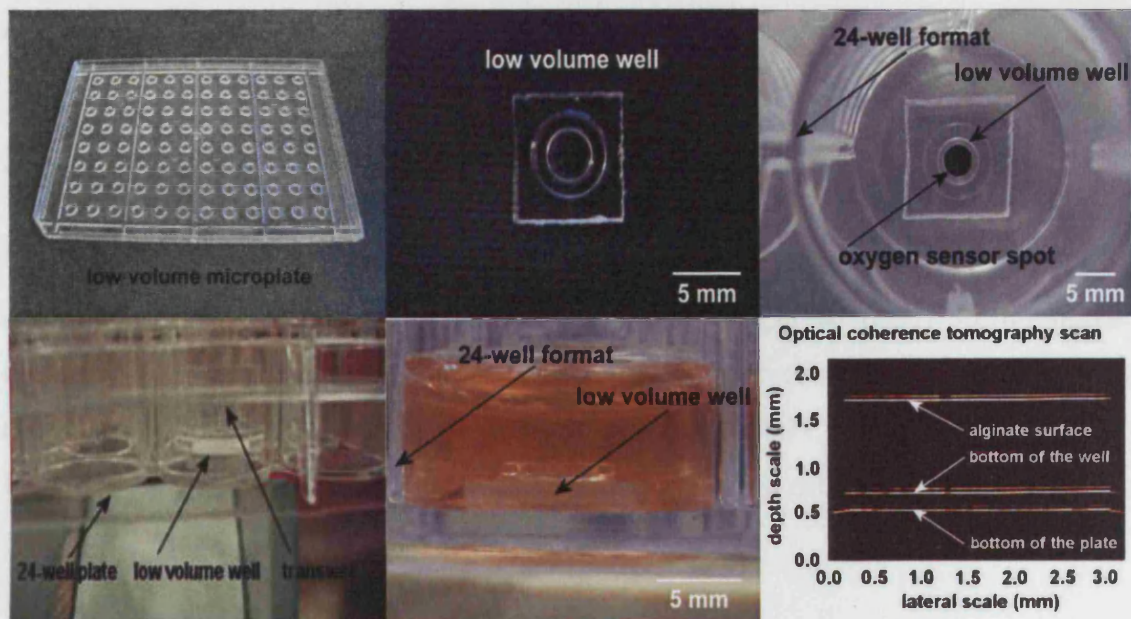 low volume microplate
low volume well
5 mm
24-well format
low volume well
oxygen sensor spot
5 mm
24-well plate
low volume well
24-well format
low volume well
5 mm
Optical coherence tomography scan
2.0
1.5
1.0
0.5
0.0
depth scale (mm)
alginate surface
bottom of the well
bottom of the plate
0.0 0.5 1.0 1.5 2.0 2.5 3.0
lateral scale (mm)